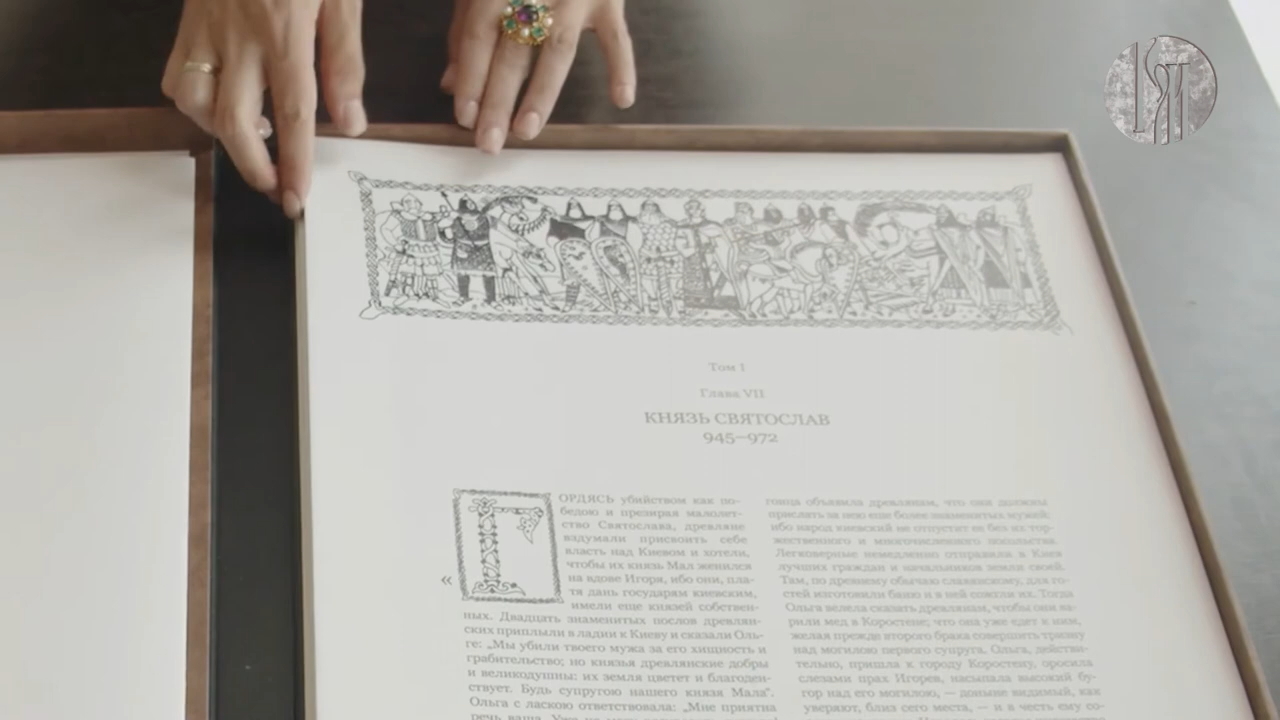 Том 1
Глава VII
КНЯЗЬ СВЯТОСЛАВ
945—972
«ГОРДЯСЬ убийством как по-
бедою и презирая малолет-
ство Святослава, древляне
вздумали присвоить себе
власть над Киевом и хотели,
чтобы их князь Мал женился
на вдове Игоря, ибо они, пла-
тя дань государям киевским,
имели еще князей собствен-
ных. Двадцать знаменитых послов древлян-
ских приплыли в ладии к Киеву и сказали Оль-
ге: „Мы убили твоего мужа за его хищность и
грабительство; но князья древлянские добры
и великодушны: их земля цветет и благоден-
ствует. Будь супругою нашего князя Мала".
Ольга с ласкою ответствовала: „Мне приятна
речь ваша.
гонца объявила древлянам, что они должны
прислать за нею еще более знаменитых мужей:
ибо народ киевский не отпустит ее без их тор-
жественного и многочисленного посольства.
Легковерные немедленно отправили в Киев
лучших граждан и начальников земли своей.
Там, по древнему обычаю славянскому, для го-
стей изготовили баню и в ней сожгли их. Тогда
Ольга велела сказать древлянам, чтобы они ва-
рили мед в Коростене; что она уже едет к ним,
желая прежде второго брака совершить тризну
над могилою первого супруга. Ольга, действи-
тельно, пришла к городу Коростену, оросила
слезами прах Игорев, насыпала высокий бу-
гор над его могилою, — доныне видимый, как
уверяют, близ сего места, — и в честь ему со-